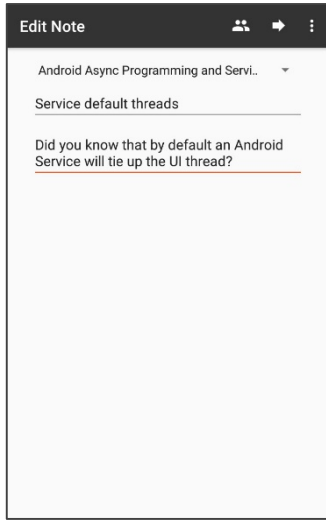 Edit Note
Android Async Programming and Servi..
Service default threads
Did you know that by default an Android
Service will tie up the UI thread?